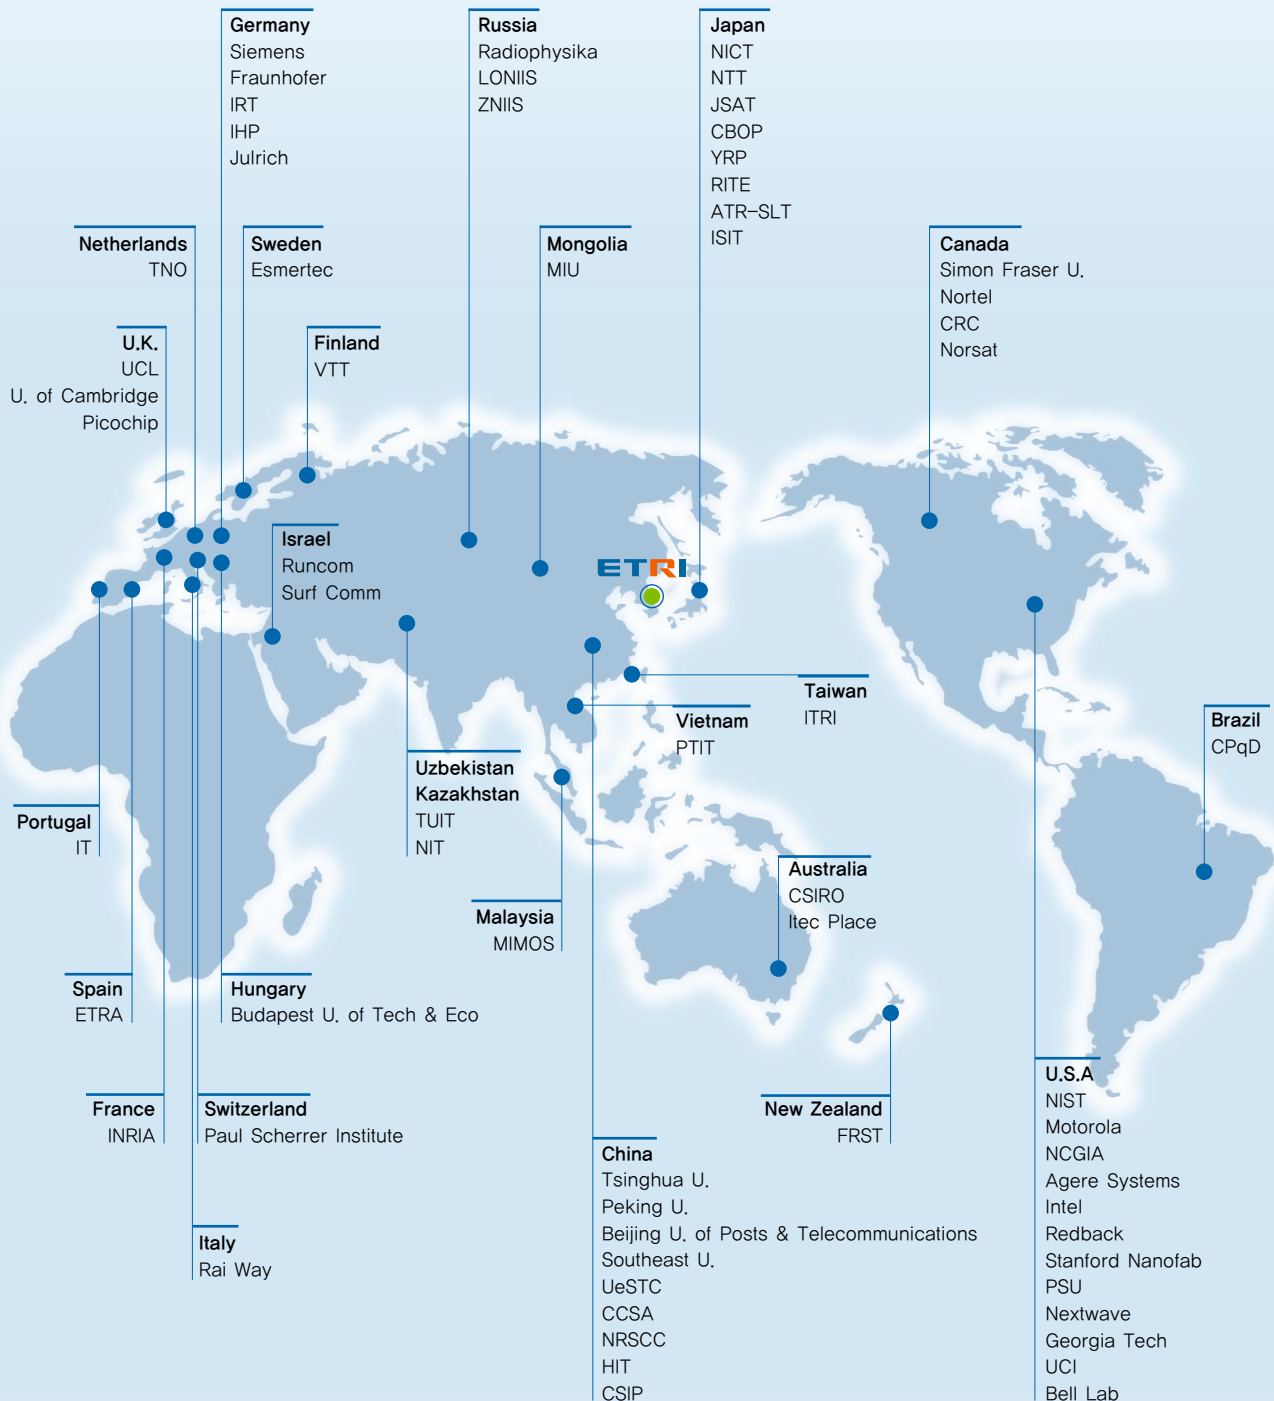 Germany
Siemens
Fraunhofer
IRT
IHP
Julrich
Russia
Radiophysika
LONIIS
ZNIIS
Japan
NICT
NTT
JSAT
CBOP
YRP
RITE
ATR-SLT
ISIT
Netherlands
TNO
Sweden
Esmertec
Mongolia
MIU
Canada
Simon Fraser U.
Nortel
CRC
Norsat
U.K.
UCL
U. of Cambridge
Picochip
Finland
VTT
Israel
Runcom
Surf Comm
ETRI
Taiwan
ITRI
Vietnam
PTIT
Brazil
CPqD
Uzbekistan
Kazakhstan
TUIT
NIT
Portugal
IT
Australia
CSIRO
Itec Place
Malaysia
MIMOS
Spain
ETRA
Hungary
Budapest U. of Tech & Eco
France
INRIA
Switzerland
Paul Scherrer Institute
New Zealand
FRST
U.S.A
NIST
Motorola
NCGIA
Agere Systems
Intel
Redback
Stanford Nanofab
PSU
Nextwave
Georgia Tech
UCI
Bell Lab
China
Tsinghua U.
Peking U.
Beijing U. of Posts & Telecommunications
Southeast U.
UeSTC
CCSA
NRSCC
HIT
CSIP
Italy
Rai Way